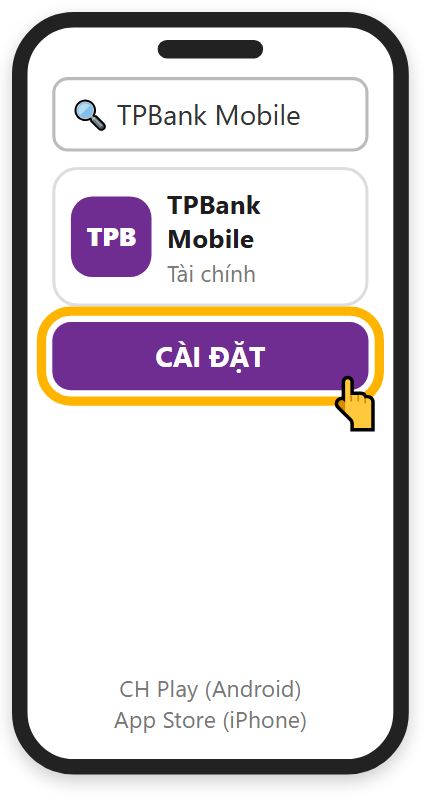 TPBank Mobile
TPB
TPBank
Mobile
Tài chính
CÀI ĐẶT
CH Play (Android)
App Store (iPhone)